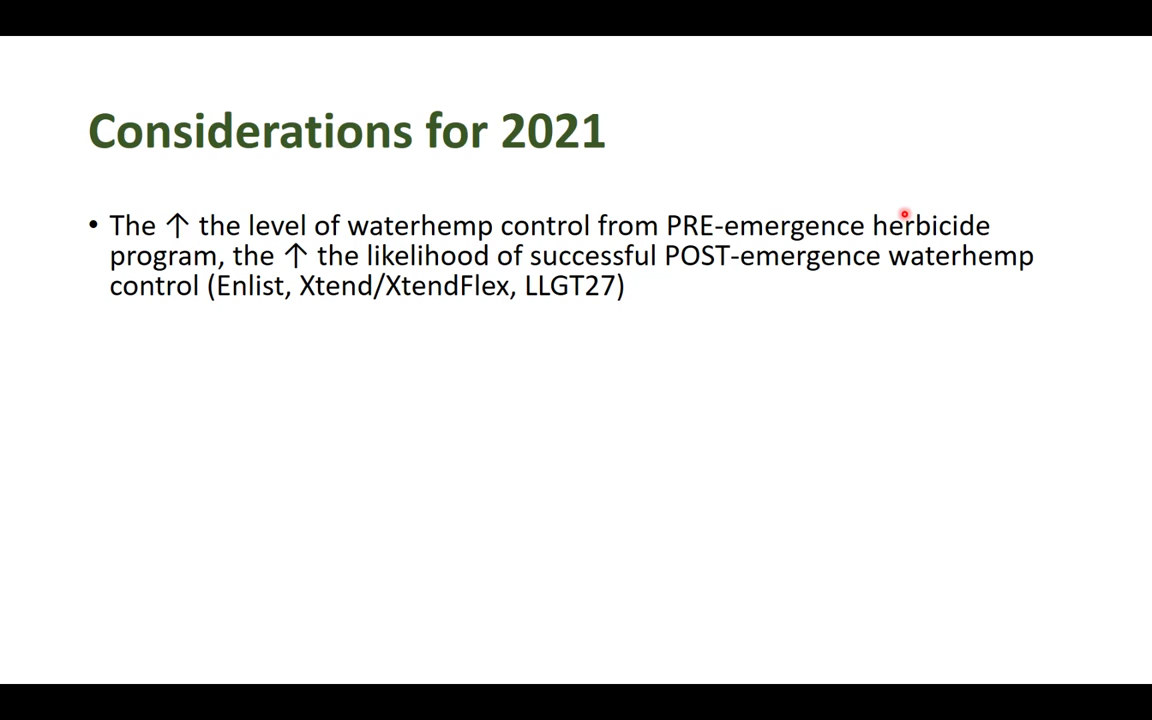 Considerations for 2021
• The ↑ the level of waterhemp control from PRE-emergence herbicide
program, the ↑ the likelihood of successful POST-emergence waterhemp
control (Enlist, Xtend/XtendFlex, LLGT27)